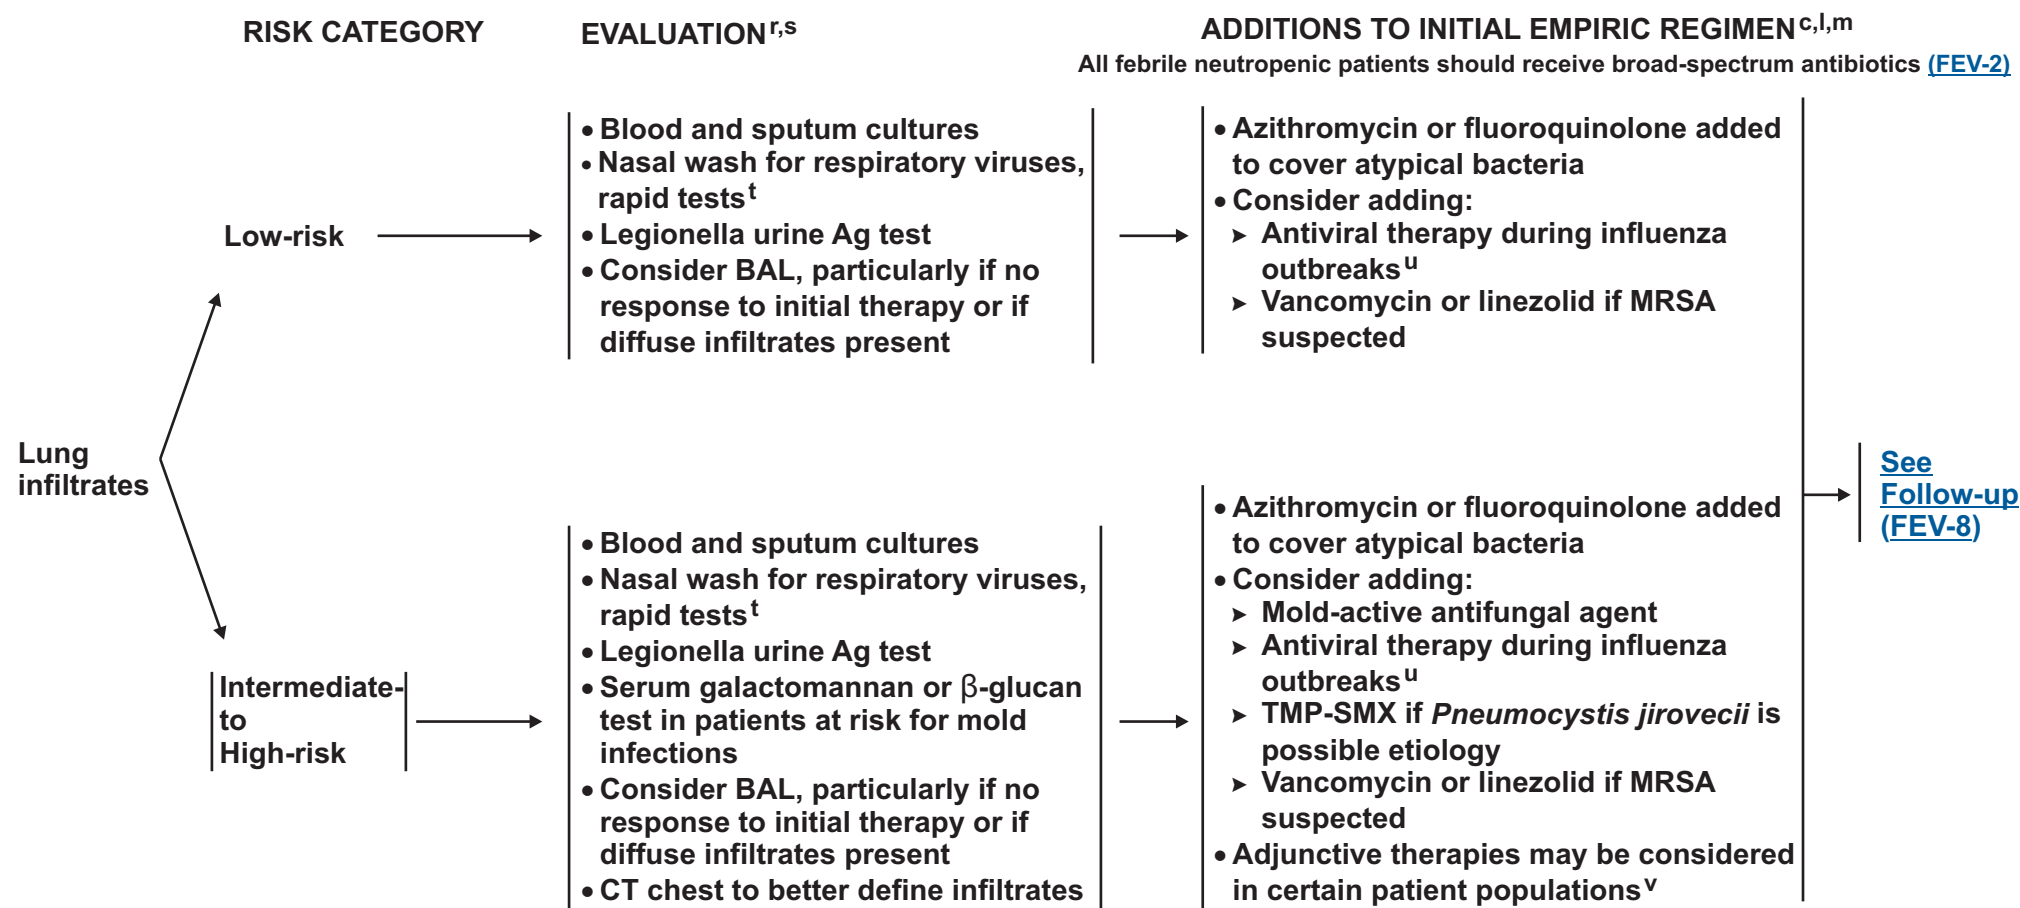 RISK CATEGORY
EVALUATION r,s
ADDITIONS TO INITIAL EMPIRIC REGIMEN c,l,m
All febrile neutropenic patients should receive broad-spectrum antibiotics (FEV-2)
Lung
infiltrates
Low-risk
• Blood and sputum cultures
• Nasal wash for respiratory viruses,
rapid tests t
• Legionella urine Ag test
• Consider BAL, particularly if no
response to initial therapy or if
diffuse infiltrates present
• Azithromycin or fluoroquinolone added
to cover atypical bacteria
• Consider adding:
➤ Antiviral therapy during influenza
outbreaks u
➤ Vancomycin or linezolid if MRSA
suspected
Intermediate-
to
High-risk
• Blood and sputum cultures
• Nasal wash for respiratory viruses,
rapid tests t
• Legionella urine Ag test
• Serum galactomannan or β-glucan
test in patients at risk for mold
infections
• Consider BAL, particularly if no
response to initial therapy or if
diffuse infiltrates present
• CT chest to better define infiltrates
• Azithromycin or fluoroquinolone added
to cover atypical bacteria
• Consider adding:
➤ Mold-active antifungal agent
➤ Antiviral therapy during influenza
outbreaks u
➤ TMP-SMX if Pneumocystis jirovecii is
possible etiology
➤ Vancomycin or linezolid if MRSA
suspected
• Adjunctive therapies may be considered
in certain patient populations v
See
Follow-up
(FEV-8)